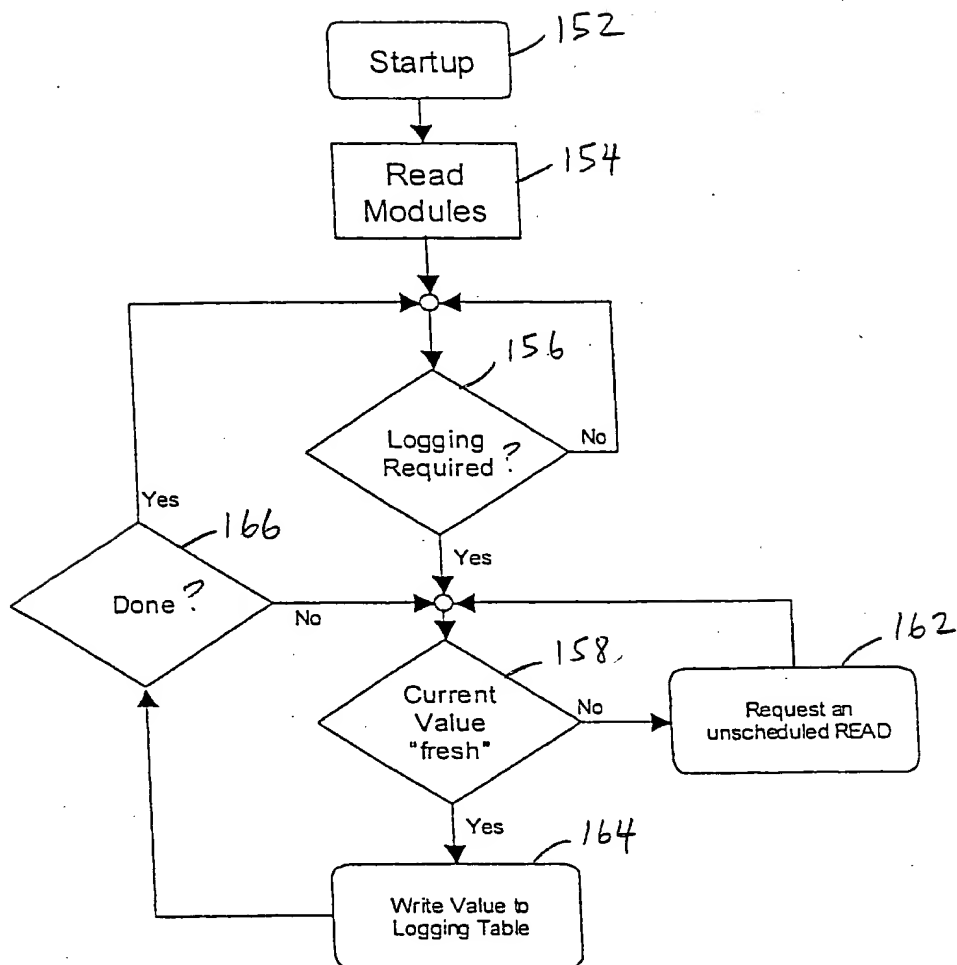 152
Startup
154
Read
Modules
156
Logging
Required ?
No
Yes
166
Done ?
Yes
No
158
Current
Value
"fresh"
No
162
Request an
unscheduled READ
Yes
164
Write Value to
Logging Table